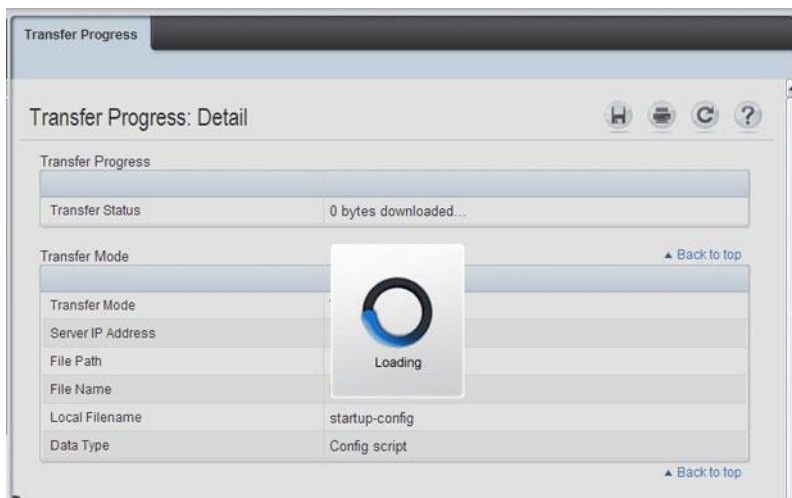 Transfer Progress
Transfer Progress: Detail
Transfer Progress
Transfer Status 0 bytes downloaded...
Transfer Mode ▲ Back to top
Transfer Mode
Server IP Address
File Path
Loading
File Name
Local Filename startup-config
Data Type Config script
▲ Back to top